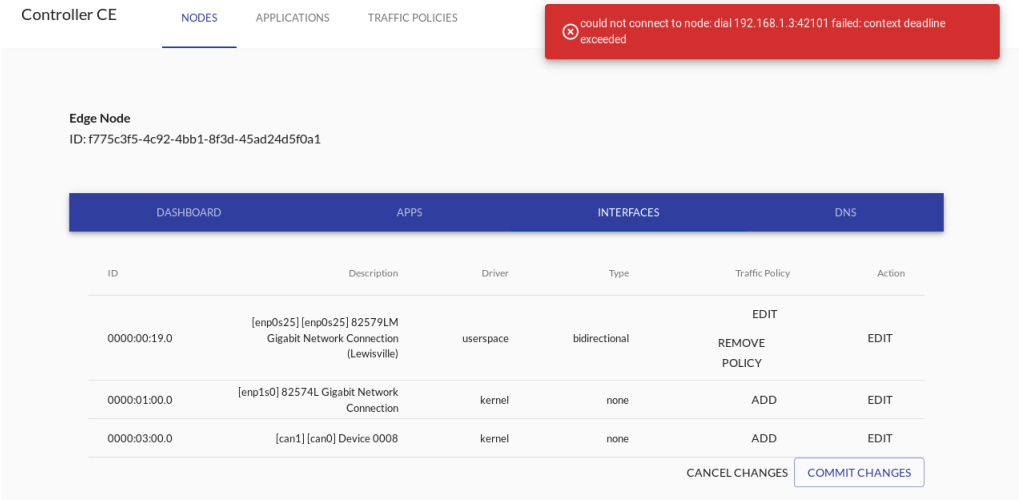 Controller CE
NODES
APPLICATIONS
TRAFFIC POLICIES
could not connect to node: dial 192.168.1.3:42101 failed: context deadline
exceeded
Edge Node
ID: f775c3f5-4c92-4bb1-8f3d-45ad24d5f0a1
DASHBOARD
APPS
INTERFACES
DNS
ID
Description
Driver
Type
Traffic Policy
Action
0000:00:19.0
[enp0s25] [enp0s25] 82579LM
Gigabit Network Connection
(Lewisville)
userspace
bidirectional
EDIT
REMOVE
POLICY
EDIT
0000:01:00.0
[enp1s0] 82574L Gigabit Network
Connection
kernel
none
ADD
EDIT
0000:03:00.0
[can1] [can0] Device 0008
kernel
none
ADD
EDIT
CANCEL CHANGES
COMMIT CHANGES